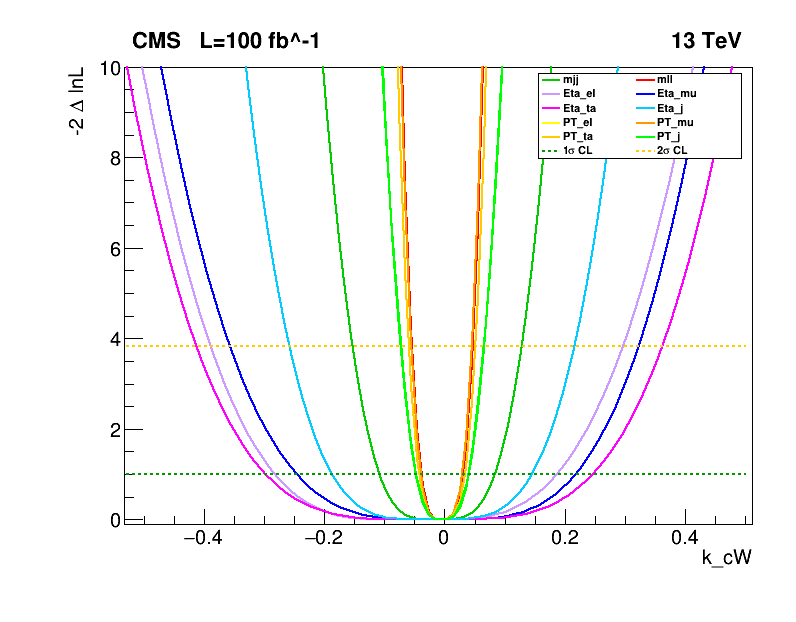 CMS L=100 fb^-1 13 TeV
-2 Δ lnL
10
8
6
4
2
0
mjj mll
Eta_el Eta_mu
Eta_ta Eta_j
PT_el PT_mu
PT_ta PT_j
1σ CL 2σ CL
−0.4 −0.2 0 0.2 0.4
k_cW